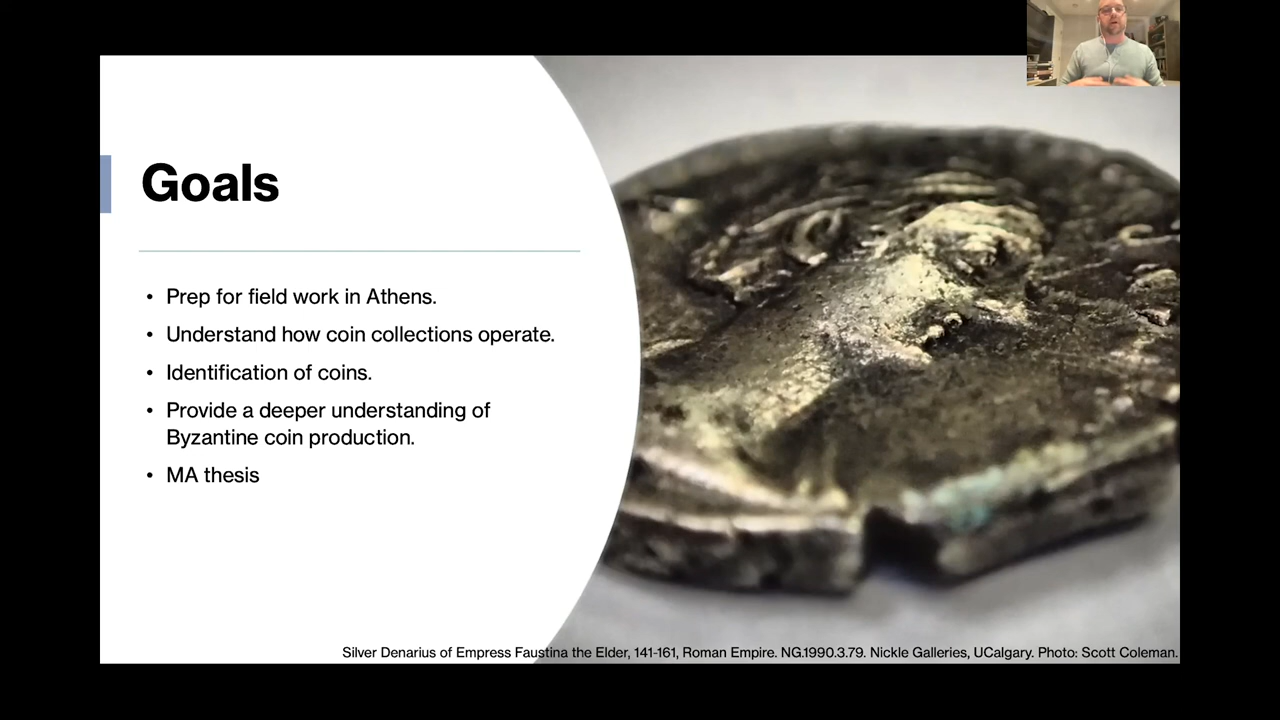 Goals
• Prep for field work in Athens.
• Understand how coin collections operate.
• Identification of coins.
• Provide a deeper understanding of
Byzantine coin production.
• MA thesis
Silver Denarius of Empress Faustina the Elder, 141-161, Roman Empire. NG.1990.3.79. Nickle Galleries, UCalgary. Photo: Scott Coleman.